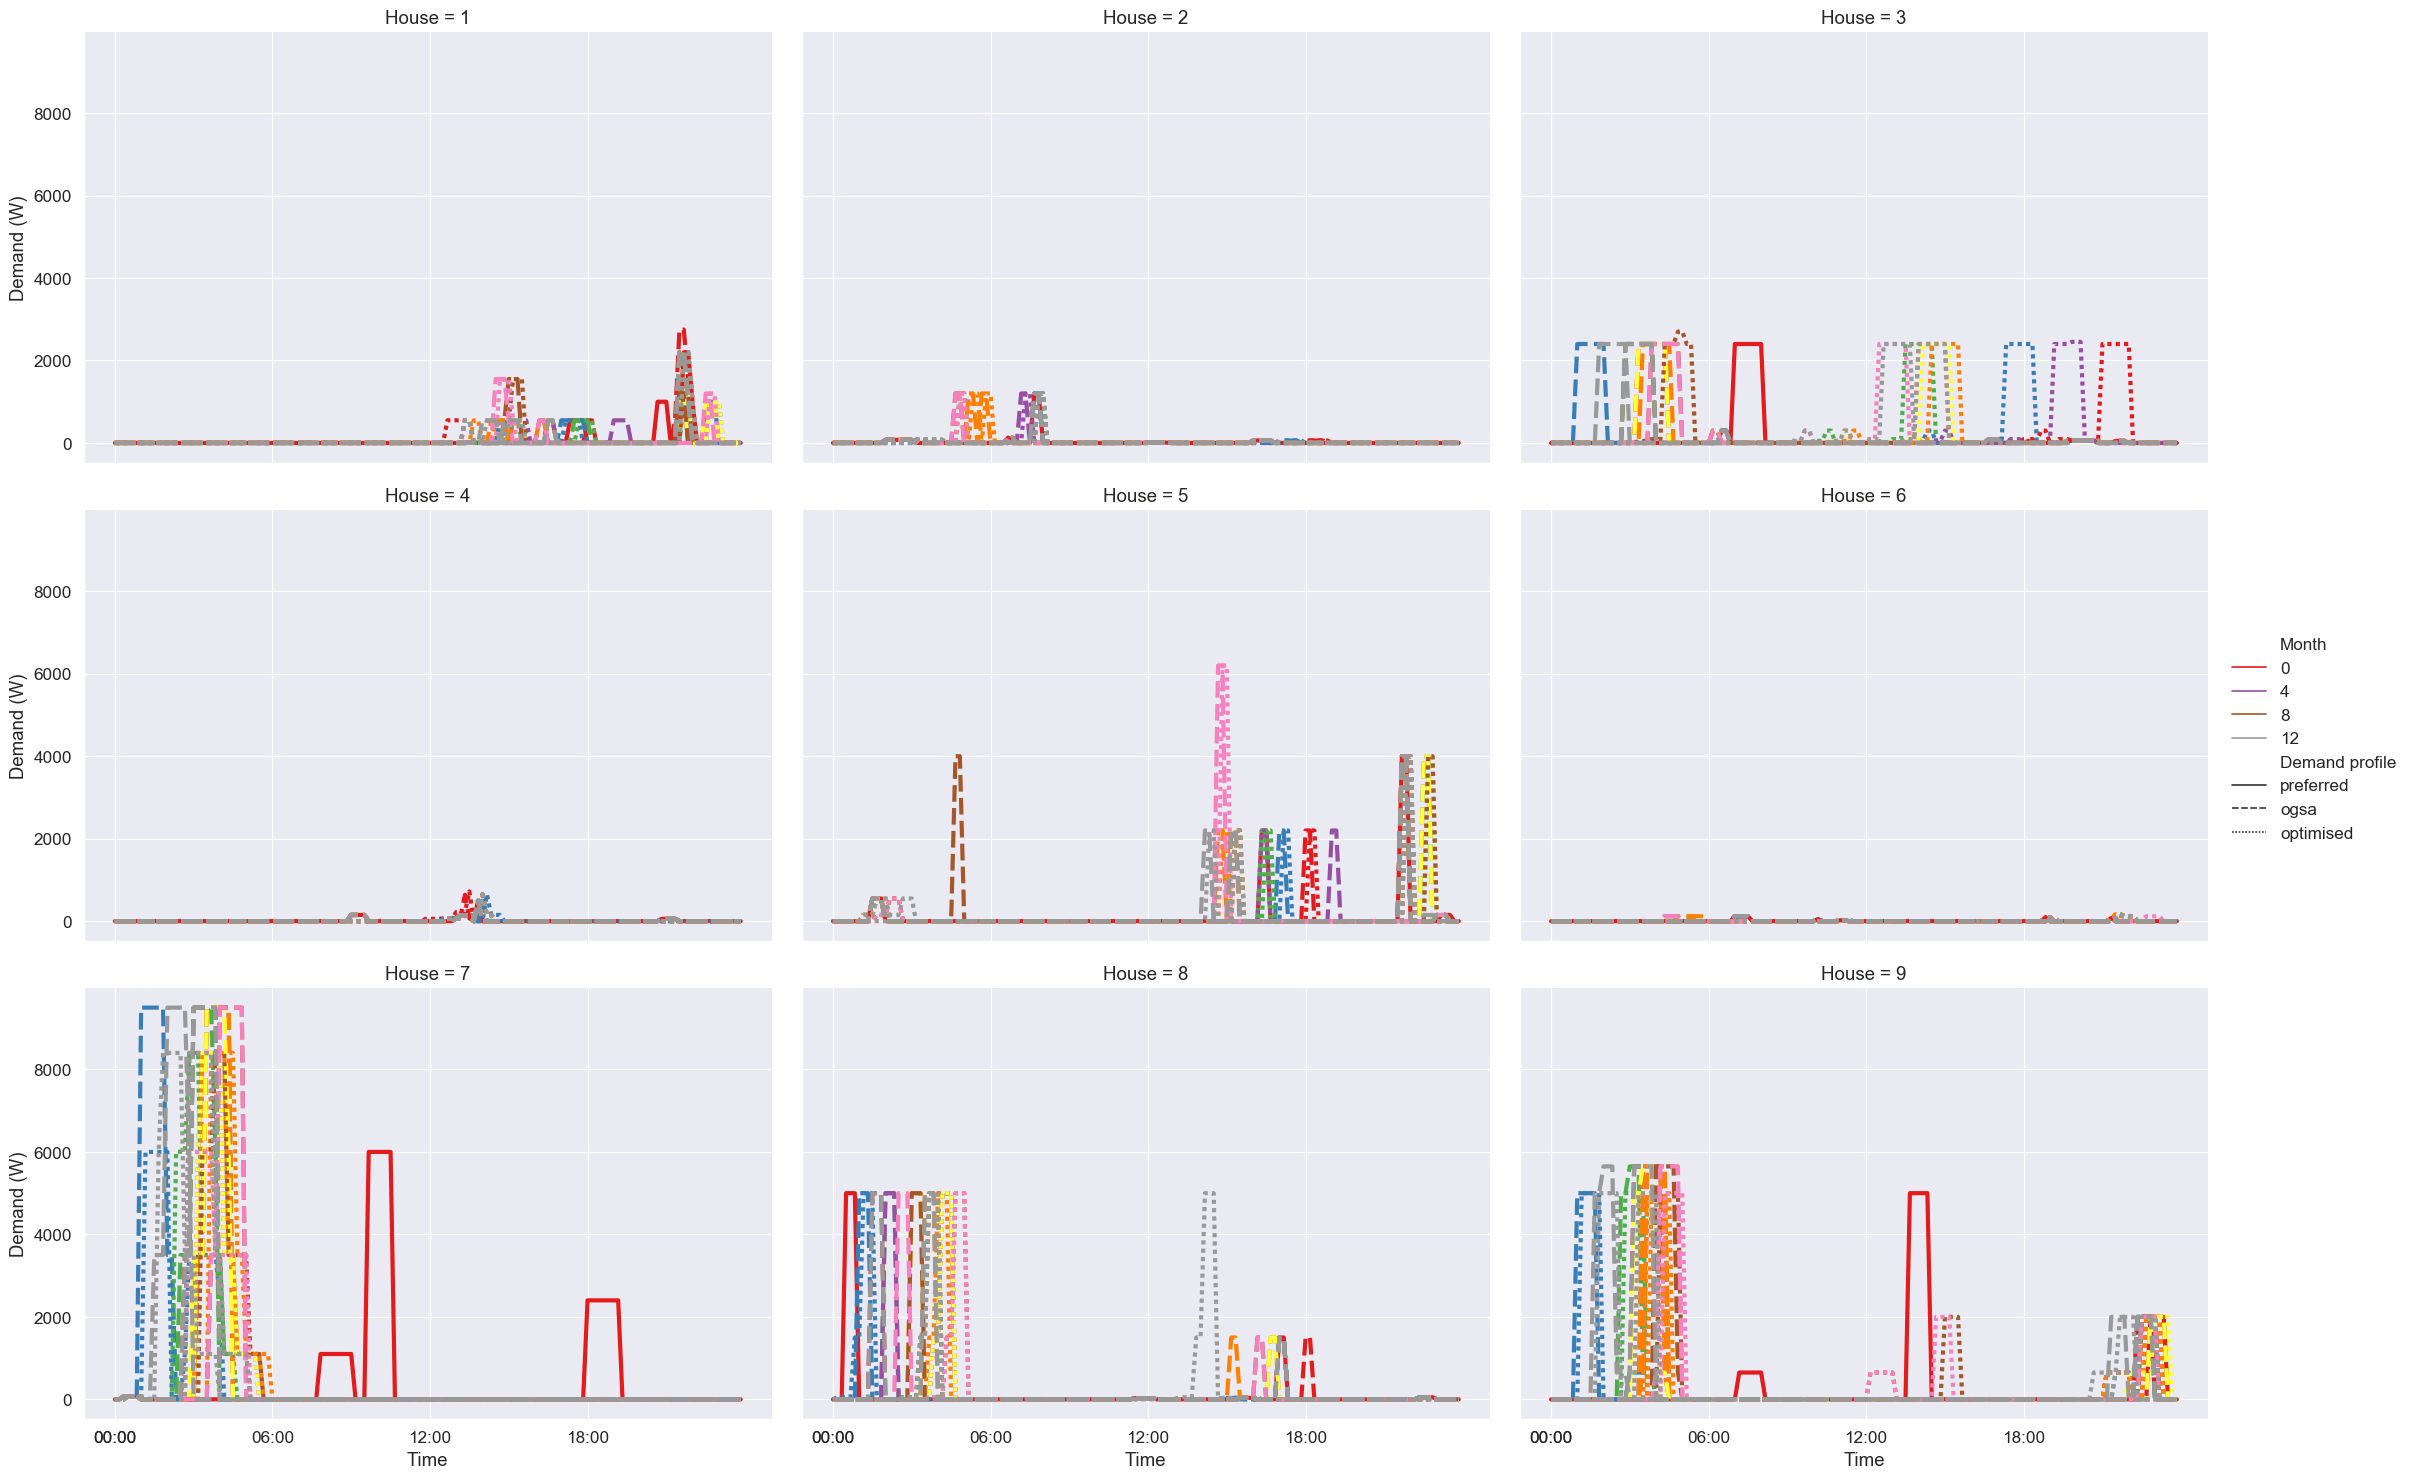 House = 1
House = 2
House = 3
8000
6000
4000
2000
0
Demand (W)
House = 4
House = 5
House = 6
8000
6000
4000
2000
0
Demand (W)
House = 7
House = 8
House = 9
8000
6000
4000
2000
0
Demand (W)
00:00
06:00
12:00
18:00
Time
00:00
06:00
12:00
18:00
Time
00:00
06:00
12:00
18:00
Time
Month
0
4
8
12
Demand profile
preferred
ogsa
optimised